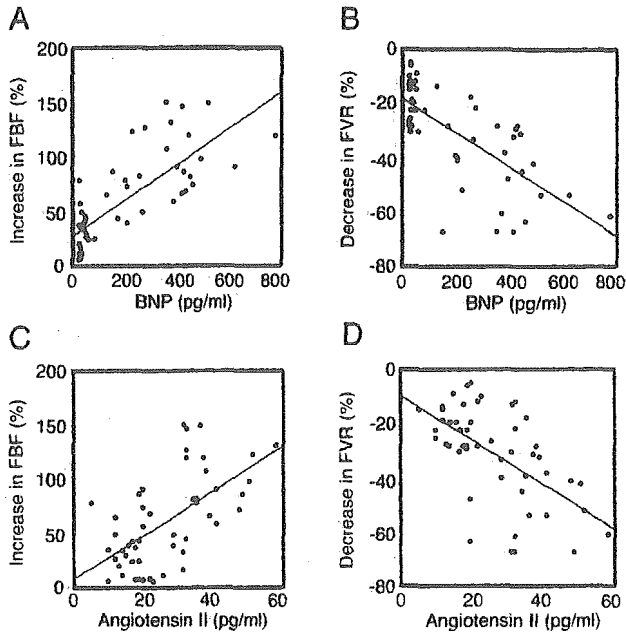 A
Increase in FBF (%)
200
150
100
50
0
0 200 400 600 800
BNP (pg/ml)
B
Decrease in FVR (%)
0
-20
-40
-60
-80
0 200 400 600 800
BNP (pg/ml)
C
Increase in FBF (%)
200
150
100
50
0
0 20 40 60
Angiotensin II (pg/ml)
D
Decrease in FVR (%)
0
-20
-40
-60
-80
0 20 40 60
Angiotensin II (pg/ml)